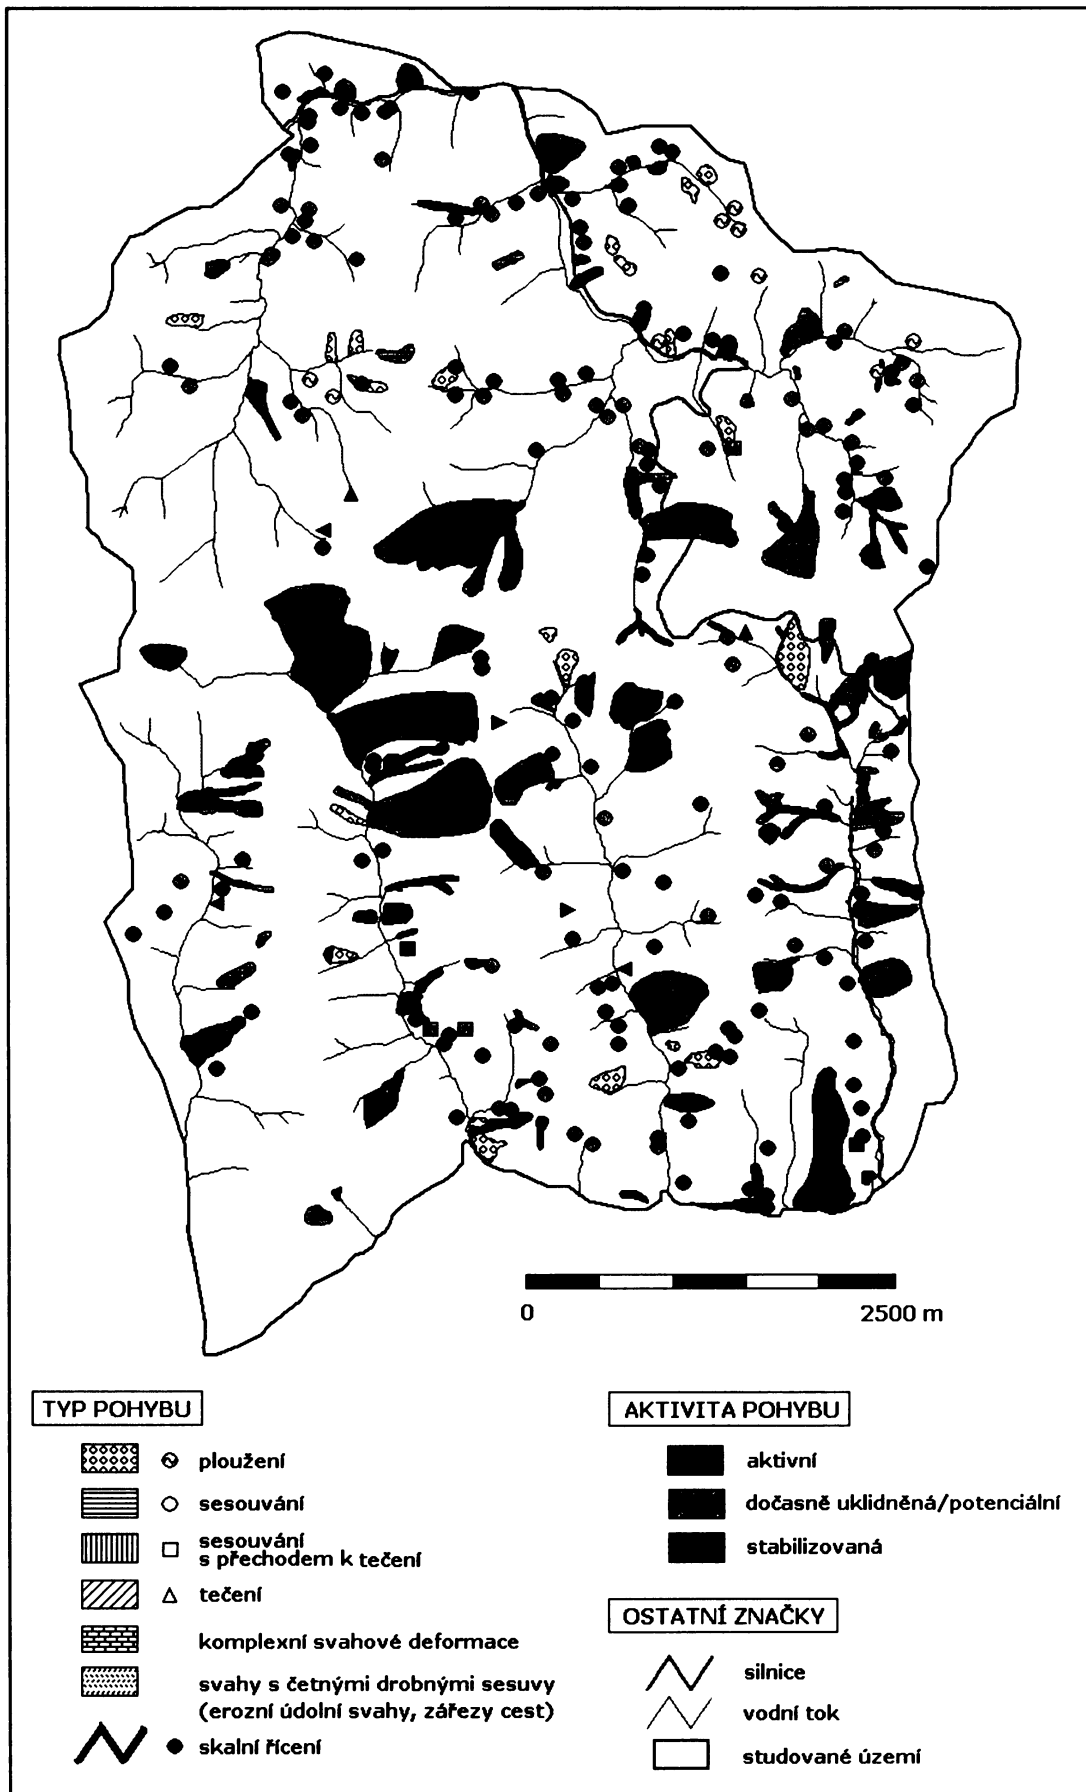 0
2500 m
TYP POHYBU
ploužení
sesouvání
sesouvání
s přechodem k tečení
tečení
komplexní svahové deformace
svahy s četnými drobnými sesuvy
(erozní údolní svahy, zářezy cest)
skalní řícení
AKTIVITA POHYBU
aktivní
dočasně uklidněná/potenciální
stabilizovaná
OSTATNÍ ZNAČKY
silnice
vodní tok
studované území